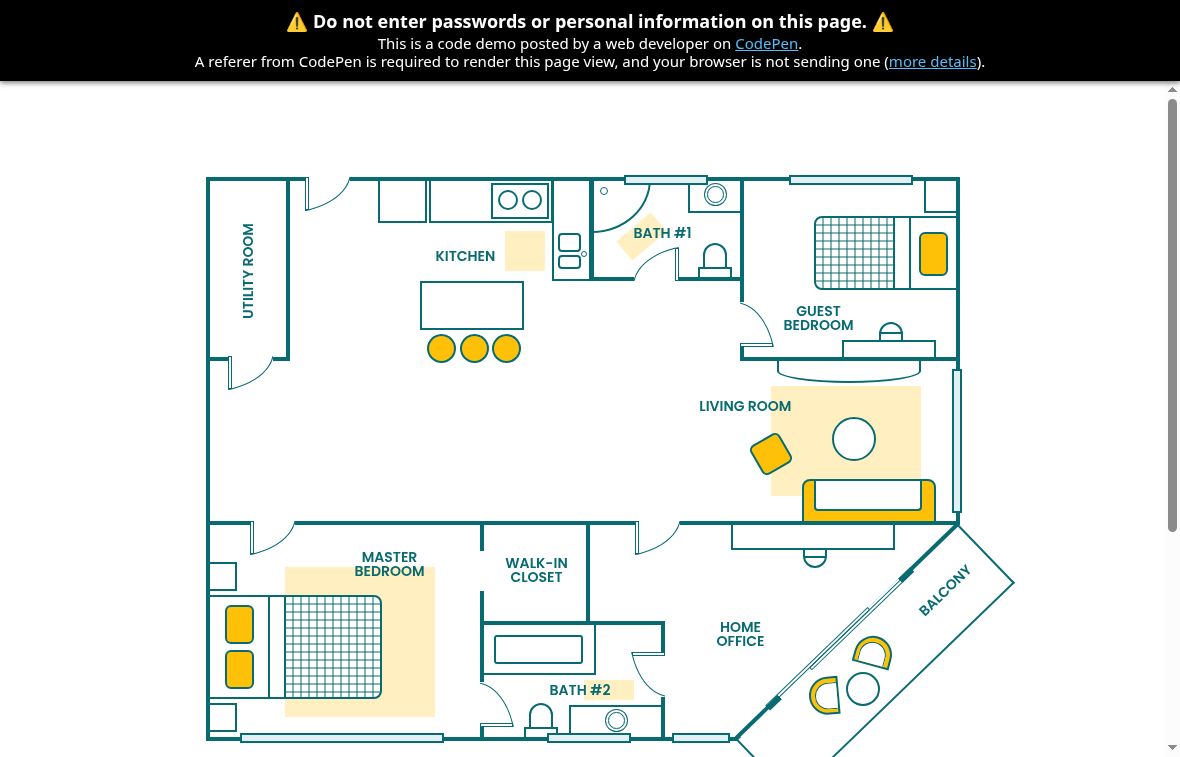 ⚠️ Do not enter passwords or personal information on this page. ⚠️
This is a code demo posted by a web developer on CodePen.
A referer from CodePen is required to render this page view, and your browser is not sending one (more details).
UTILITY ROOM
KITCHEN
BATH #1
GUEST
BEDROOM
LIVING ROOM
MASTER
BEDROOM
WALK-IN
CLOSET
BATH #2
HOME
OFFICE
BALCONY